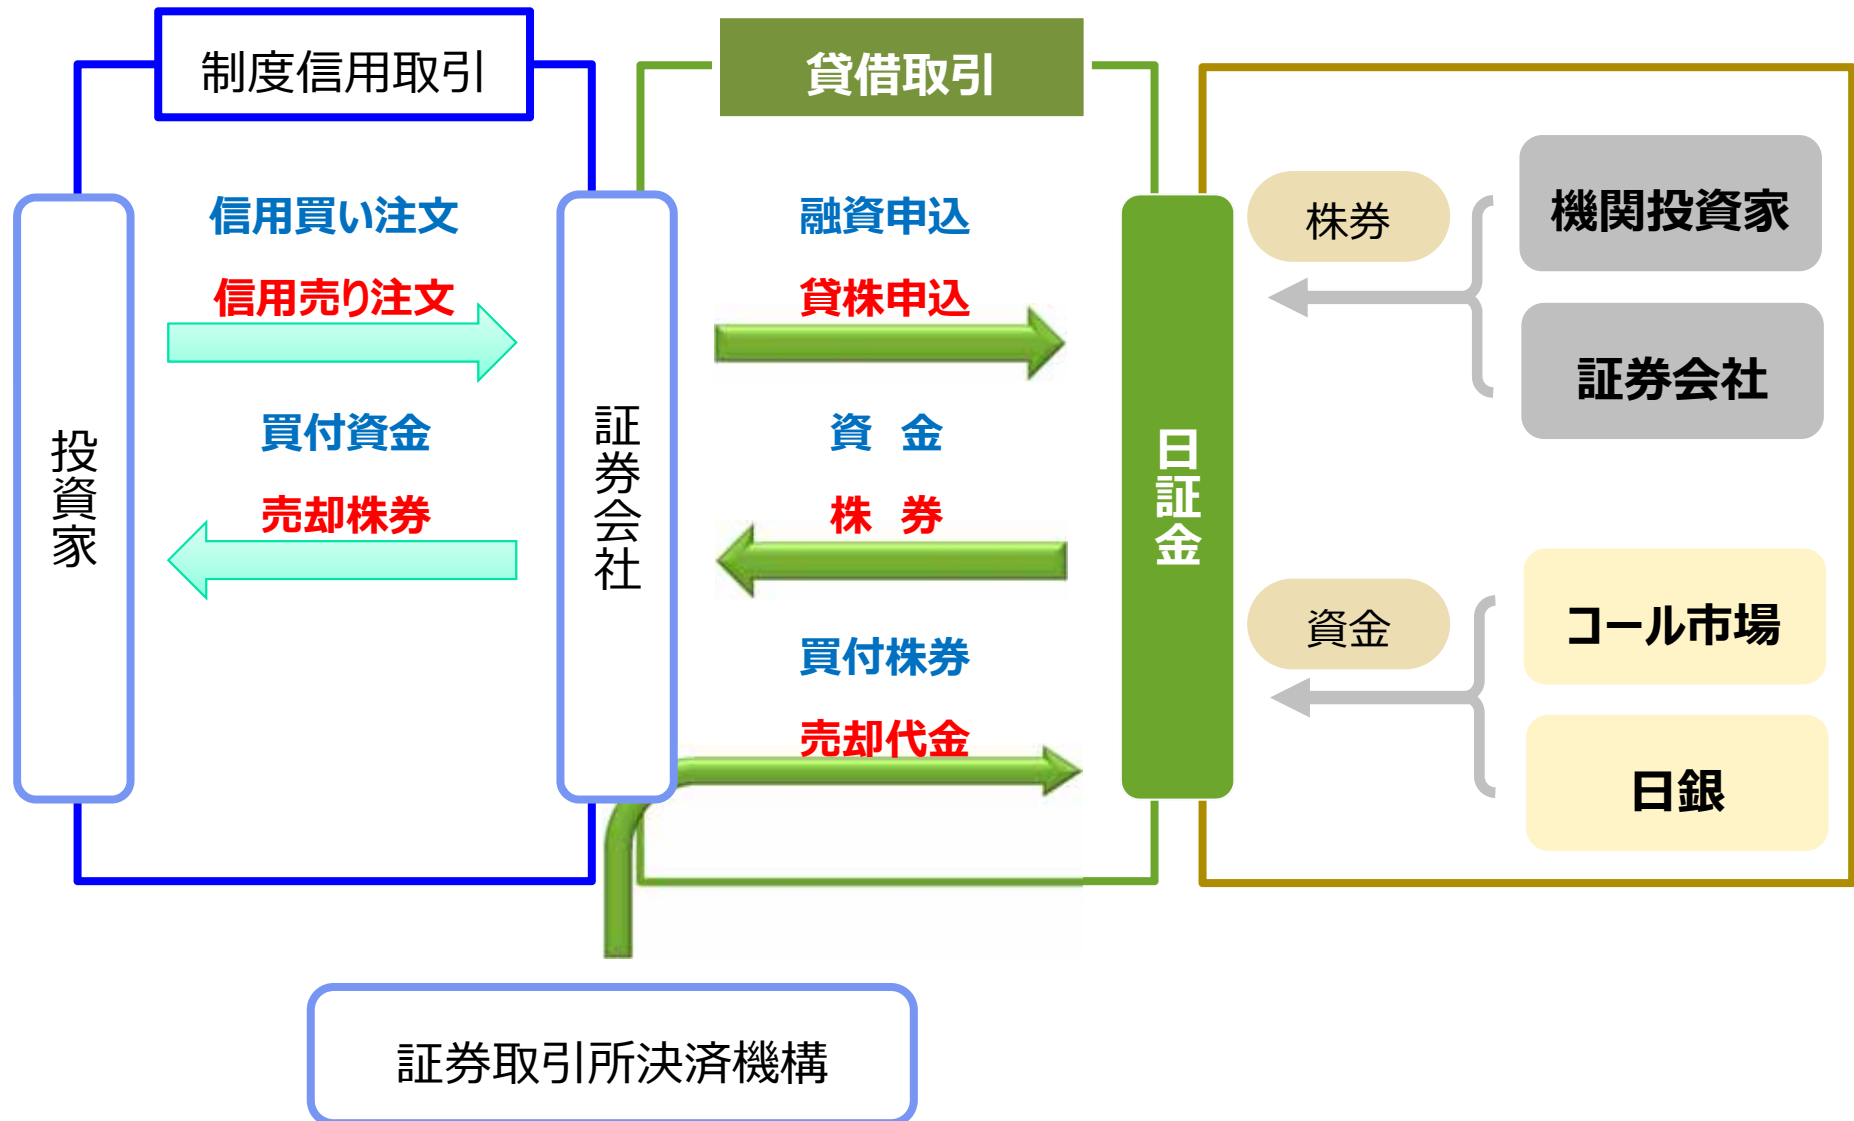 制度信用取引
貸借取引
信用買い注文
信用売り注文
買付資金
売却株券
投資家
証券会社
融資申込
貸株申込
資 金
株 券
買付株券
売却代金
日証金
株券
機関投資家
証券会社
資金
コール市場
日銀
証券取引所決済機構